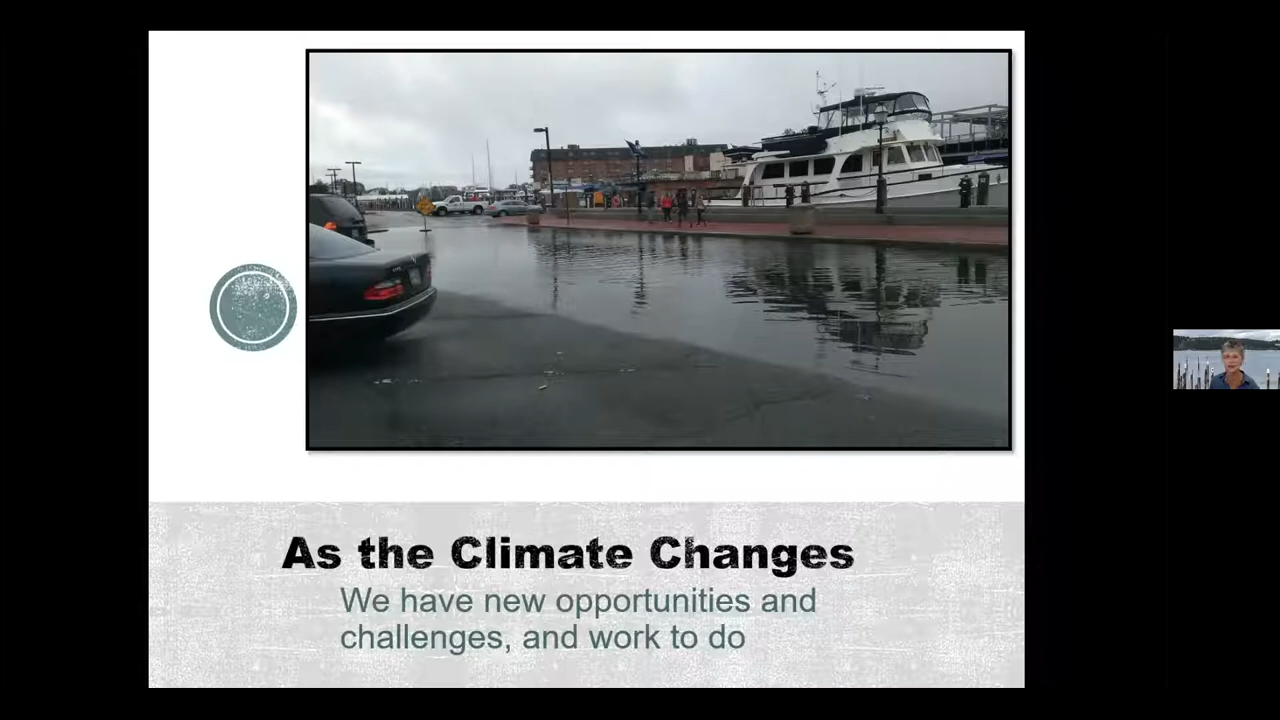 As the Climate Changes
We have new opportunities and
challenges, and work to do